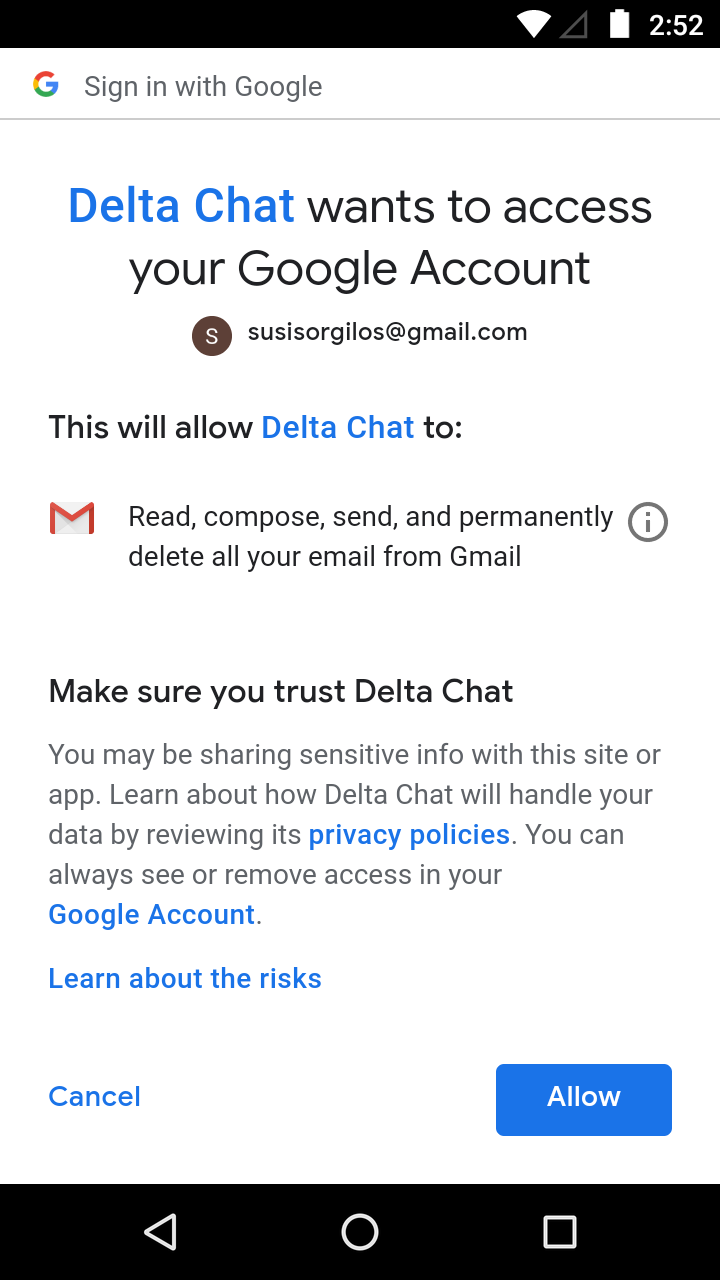 2:52
Sign in with Google
Delta Chat wants to access
your Google Account
S susisorgilos@gmail.com
This will allow Delta Chat to:
Read, compose, send, and permanently
delete all your email from Gmail
Make sure you trust Delta Chat
You may be sharing sensitive info with this site or
app. Learn about how Delta Chat will handle your
data by reviewing its privacy policies. You can
always see or remove access in your
Google Account.
Learn about the risks
Cancel Allow